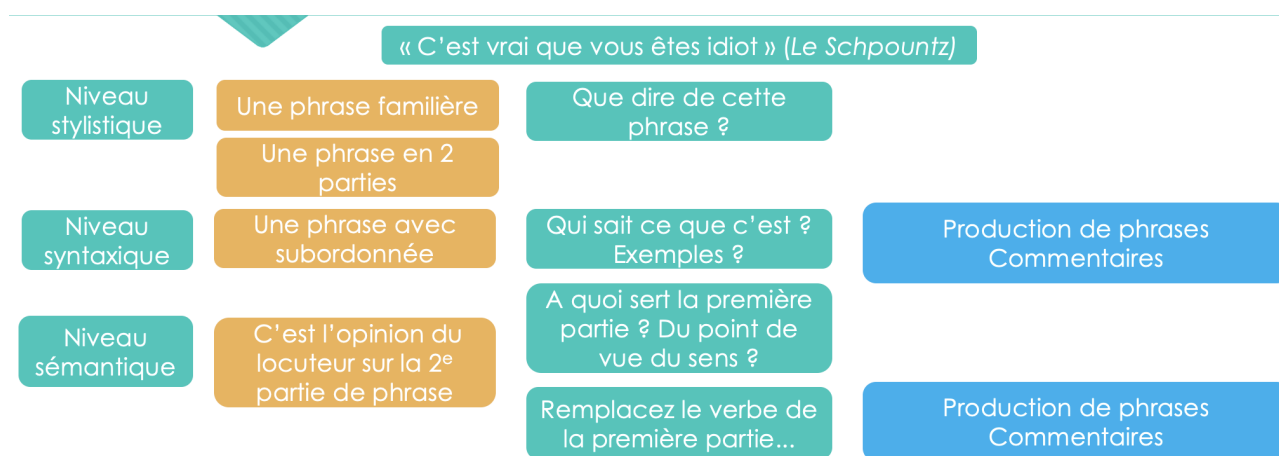 « C'est vrai que vous êtes idiot » (Le Schpountz)
Niveau
stylistique
Une phrase familière
Que dire de cette
phrase ?
Une phrase en 2
parties
Niveau
syntaxique
Une phrase avec
subordonnée
Qui sait ce que c'est ?
Exemples ?
Production de phrases
Commentaires
Niveau
sémantique
C'est l'opinion du
locuteur sur la 2e
partie de phrase
A quoi sert la première
partie ? Du point de
vue du sens ?
Remplacez le verbe de
la première partie...
Production de phrases
Commentaires